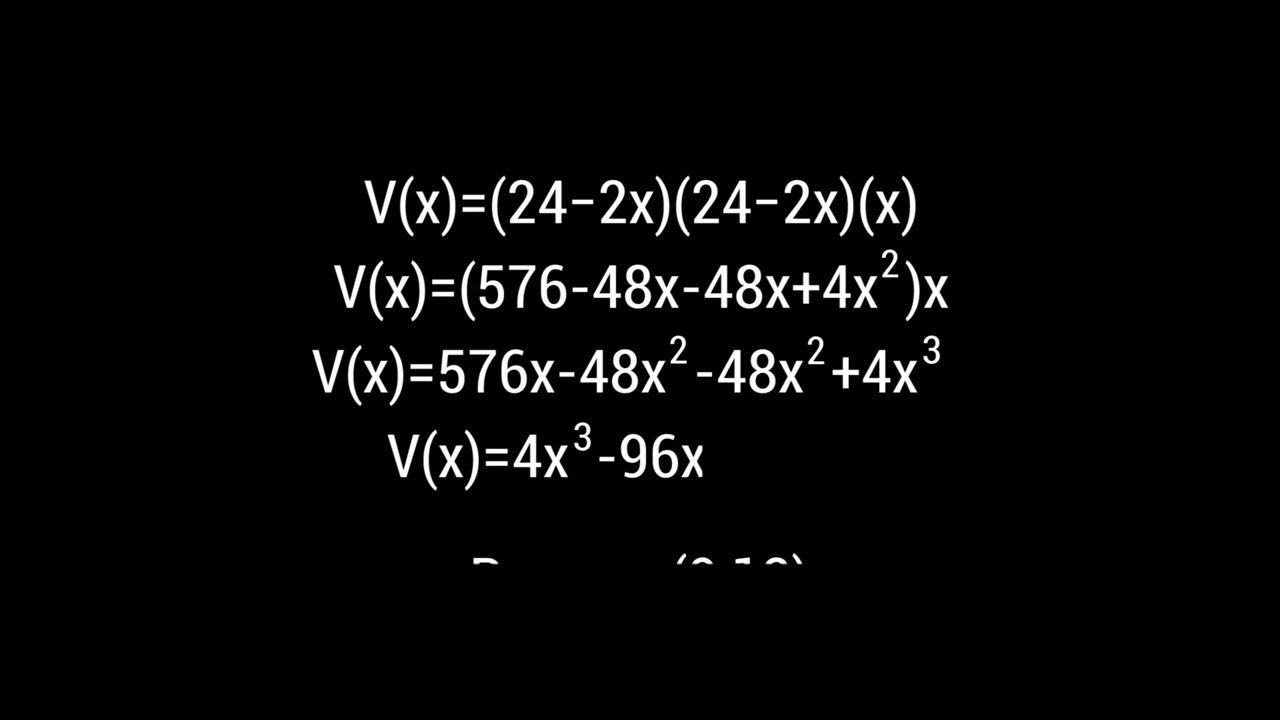 V(x)=(24−2x)(24−2x)(x)
V(x)=(576-48x-48x+4x²)x
V(x)=576x-48x²-48x²+4x³
V(x)=4x³-96x